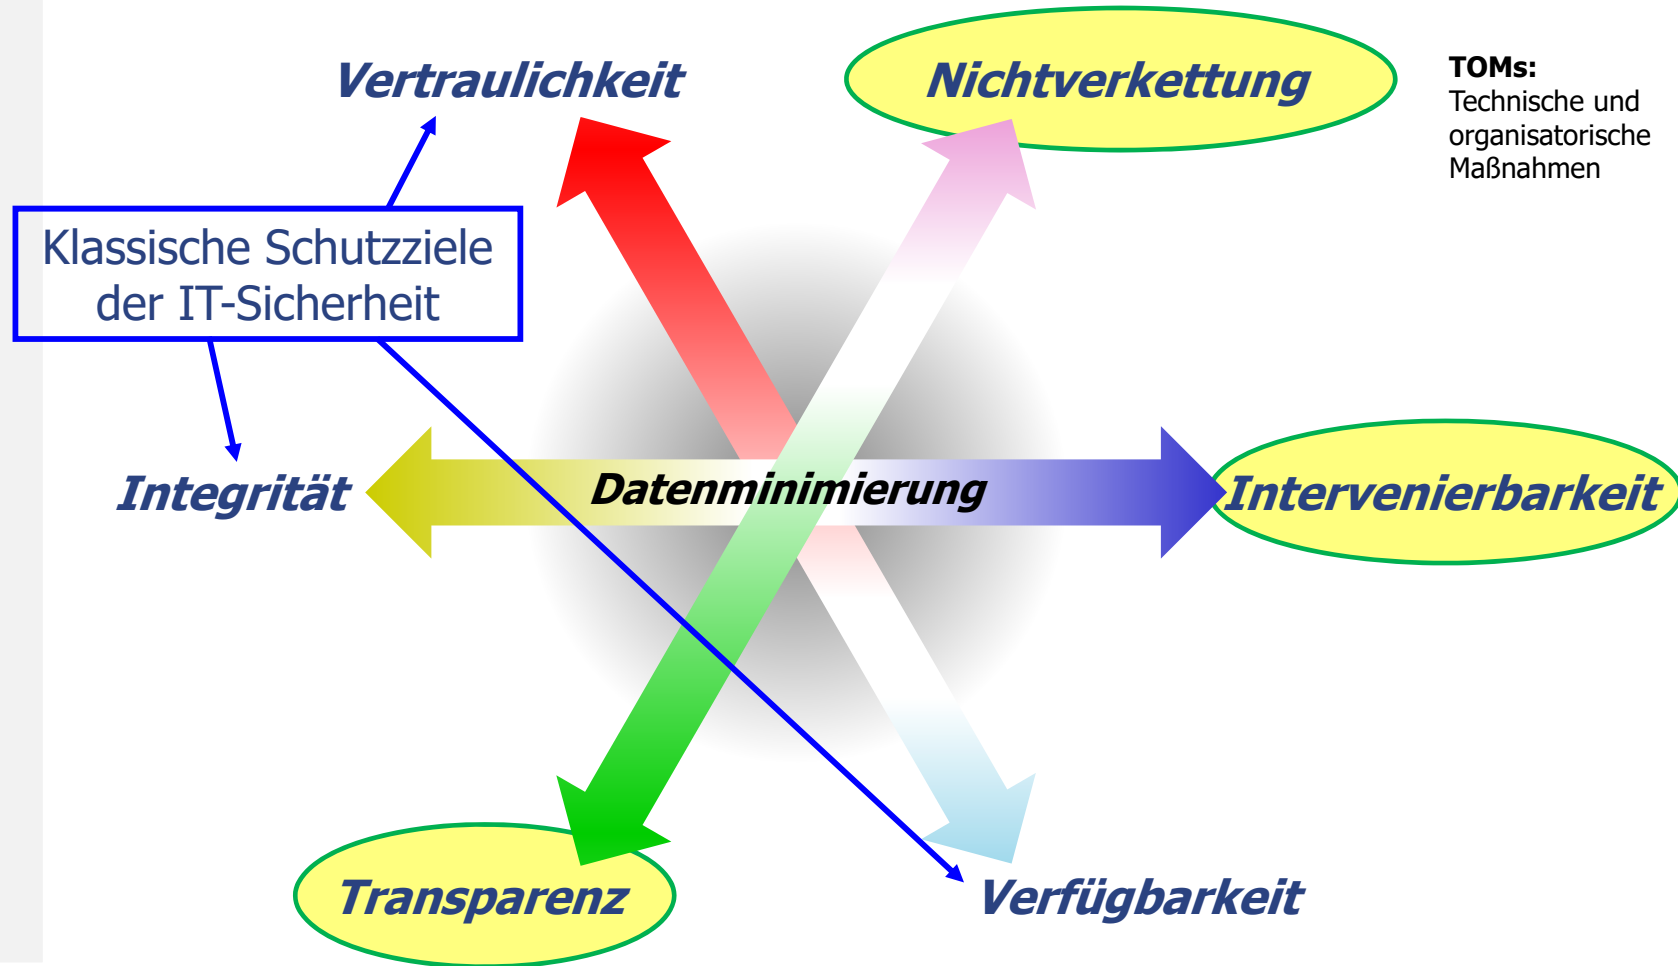 Vertraulichkeit
Nichtverkettung
TOMs:
Technische und
organisatorische
Maßnahmen
Klassische Schutzziele
der IT-Sicherheit
Integrität
Datenminimierung
Intervenierbarkeit
Transparenz
Verfügbarkeit